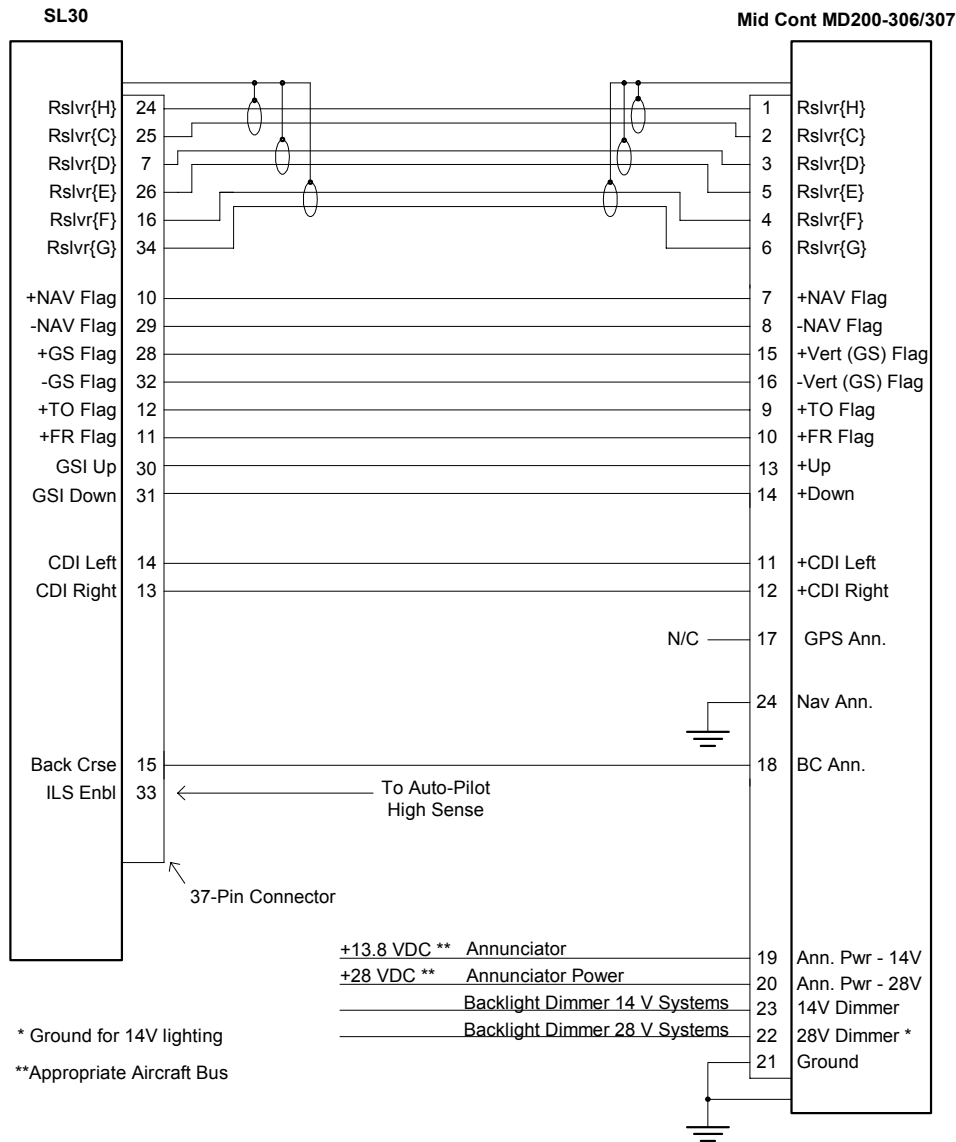 SL30
Mid Cont MD200-306/307
Rslvr{H} 24 1 Rslvr{H}
Rslvr{C} 25 2 Rslvr{C}
Rslvr{D} 7 3 Rslvr{D}
Rslvr{E} 26 5 Rslvr{E}
Rslvr{F} 16 4 Rslvr{F}
Rslvr{G} 34 6 Rslvr{G}
+NAV Flag 10 7 +NAV Flag
-NAV Flag 29 8 -NAV Flag
+GS Flag 28 15 +Vert (GS) Flag
-GS Flag 32 16 -Vert (GS) Flag
+TO Flag 12 9 +TO Flag
+FR Flag 11 10 +FR Flag
GSI Up 30 13 +Up
GSI Down 31 14 +Down
CDI Left 14 11 +CDI Left
CDI Right 13 12 +CDI Right
N/C 17 GPS Ann.
24 Nav Ann.
Back Crse 15 18 BC Ann.
ILS Enbl 33 To Auto-Pilot
High Sense
37-Pin Connector
+13.8 VDC ** Annunciator 19 Ann. Pwr - 14V
+28 VDC ** Annunciator Power 20 Ann. Pwr - 28V
Backlight Dimmer 14 V Systems 23 14V Dimmer
Backlight Dimmer 28 V Systems 22 28V Dimmer *
21 Ground
* Ground for 14V lighting
**Appropriate Aircraft Bus